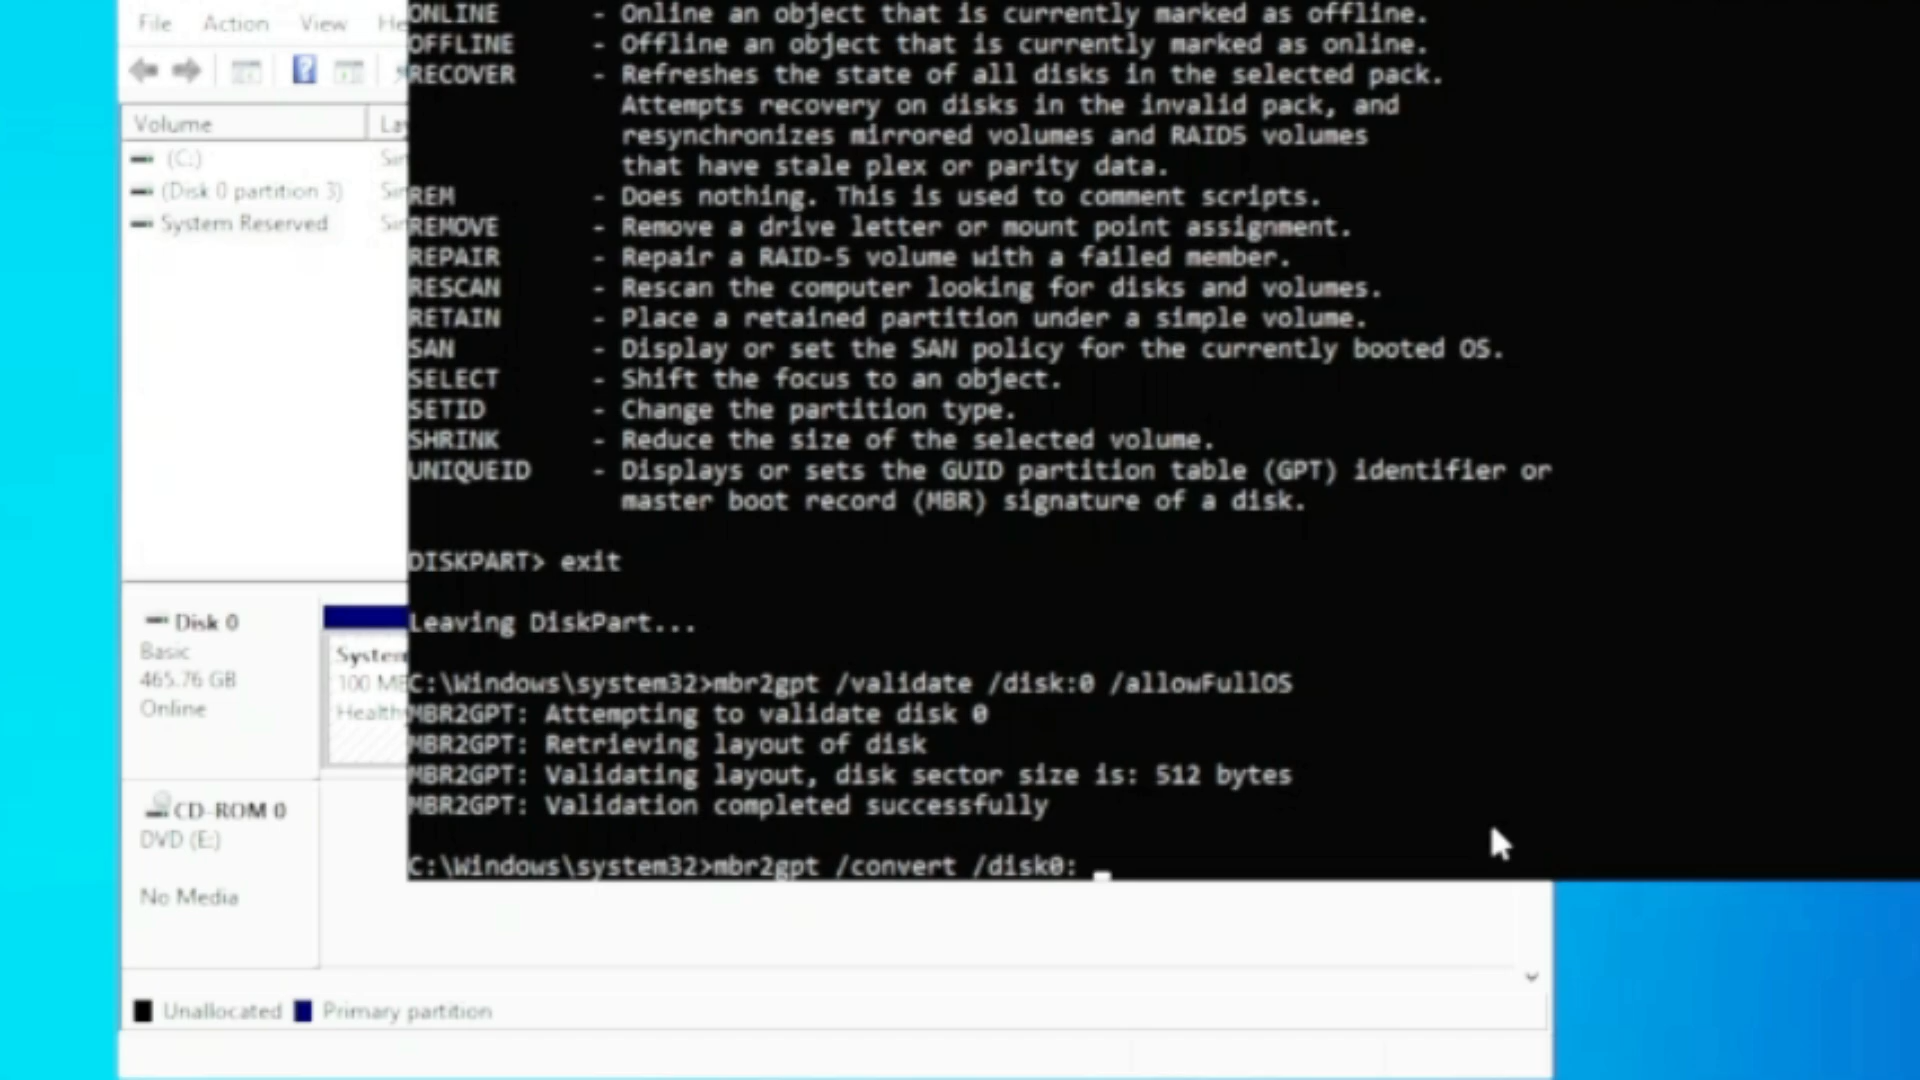 File Action View He
Volume La
(C:) Sim
(Disk 0 partition 3) Sim
System Reserved Sim
ONLINE - Online an object that is currently marked as offline.
OFFLINE - Offline an object that is currently marked as online.
RECOVER - Refreshes the state of all disks in the selected pack.
Attempts recovery on disks in the invalid pack, and
resynchronizes mirrored volumes and RAID5 volumes
that have stale plex or parity data.
REM - Does nothing. This is used to comment scripts.
REMOVE - Remove a drive letter or mount point assignment.
REPAIR - Repair a RAID-5 volume with a failed member.
RESCAN - Rescan the computer looking for disks and volumes.
RETAIN - Place a retained partition under a simple volume.
SAN - Display or set the SAN policy for the currently booted OS.
SELECT - Shift the focus to an object.
SETID - Change the partition type.
SHRINK - Reduce the size of the selected volume.
UNIQUEID - Displays or sets the GUID partition table (GPT) identifier or
master boot record (MBR) signature of a disk.
DISKPART> exit
Leaving DiskPart...
C:\Windows\system32>mbr2gpt /validate /disk:0 /allowFullOS
MBR2GPT: Attempting to validate disk 0
MBR2GPT: Retrieving layout of disk
MBR2GPT: Validating layout, disk sector size is: 512 bytes
MBR2GPT: Validation completed successfully
C:\Windows\system32>mbr2gpt /convert /disk0:
Disk 0
Basic
465.76 GB
Online
System
100 MB
Health
CD-ROM 0
DVD (E:)
No Media
Unallocated Primary partition